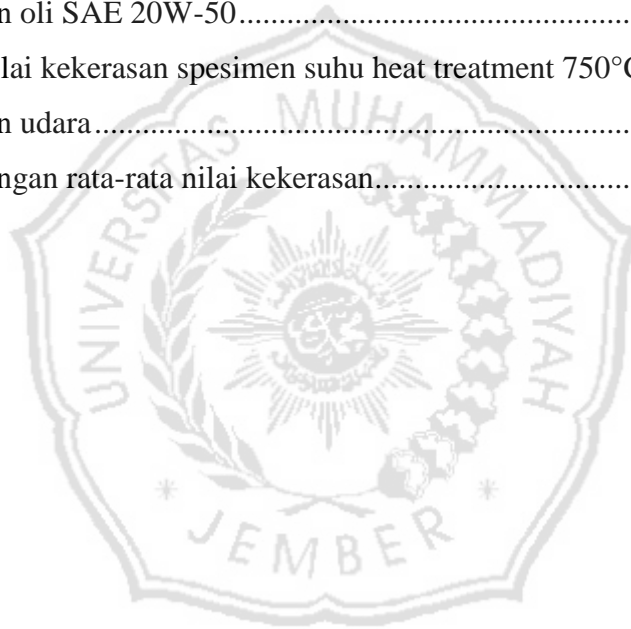 n oli SAE 20W-50
lai kekerasan spesimen suhu heat treatment 750°C
n udara
ngan rata-rata nilai kekerasan
UNIVERSITAS MUHAMMADIYAH
* JEMBER *